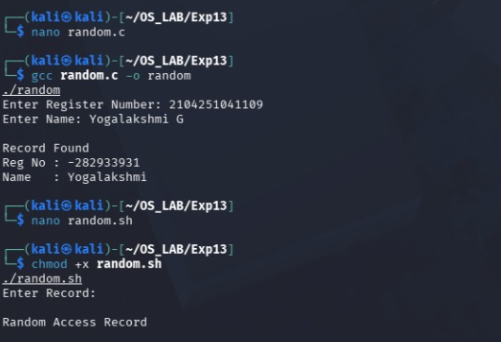 ┌──(kali㉿kali)-[~/OS_LAB/Exp13]
└─$ nano random.c
┌──(kali㉿kali)-[~/OS_LAB/Exp13]
└─$ gcc random.c -o random
./random
Enter Register Number: 2104251041109
Enter Name: Yogalakshmi G
Record Found
Reg No : -282933931
Name   : Yogalakshmi
┌──(kali㉿kali)-[~/OS_LAB/Exp13]
└─$ nano random.sh
┌──(kali㉿kali)-[~/OS_LAB/Exp13]
└─$ chmod +x random.sh
./random.sh
Enter Record:
Random Access Record